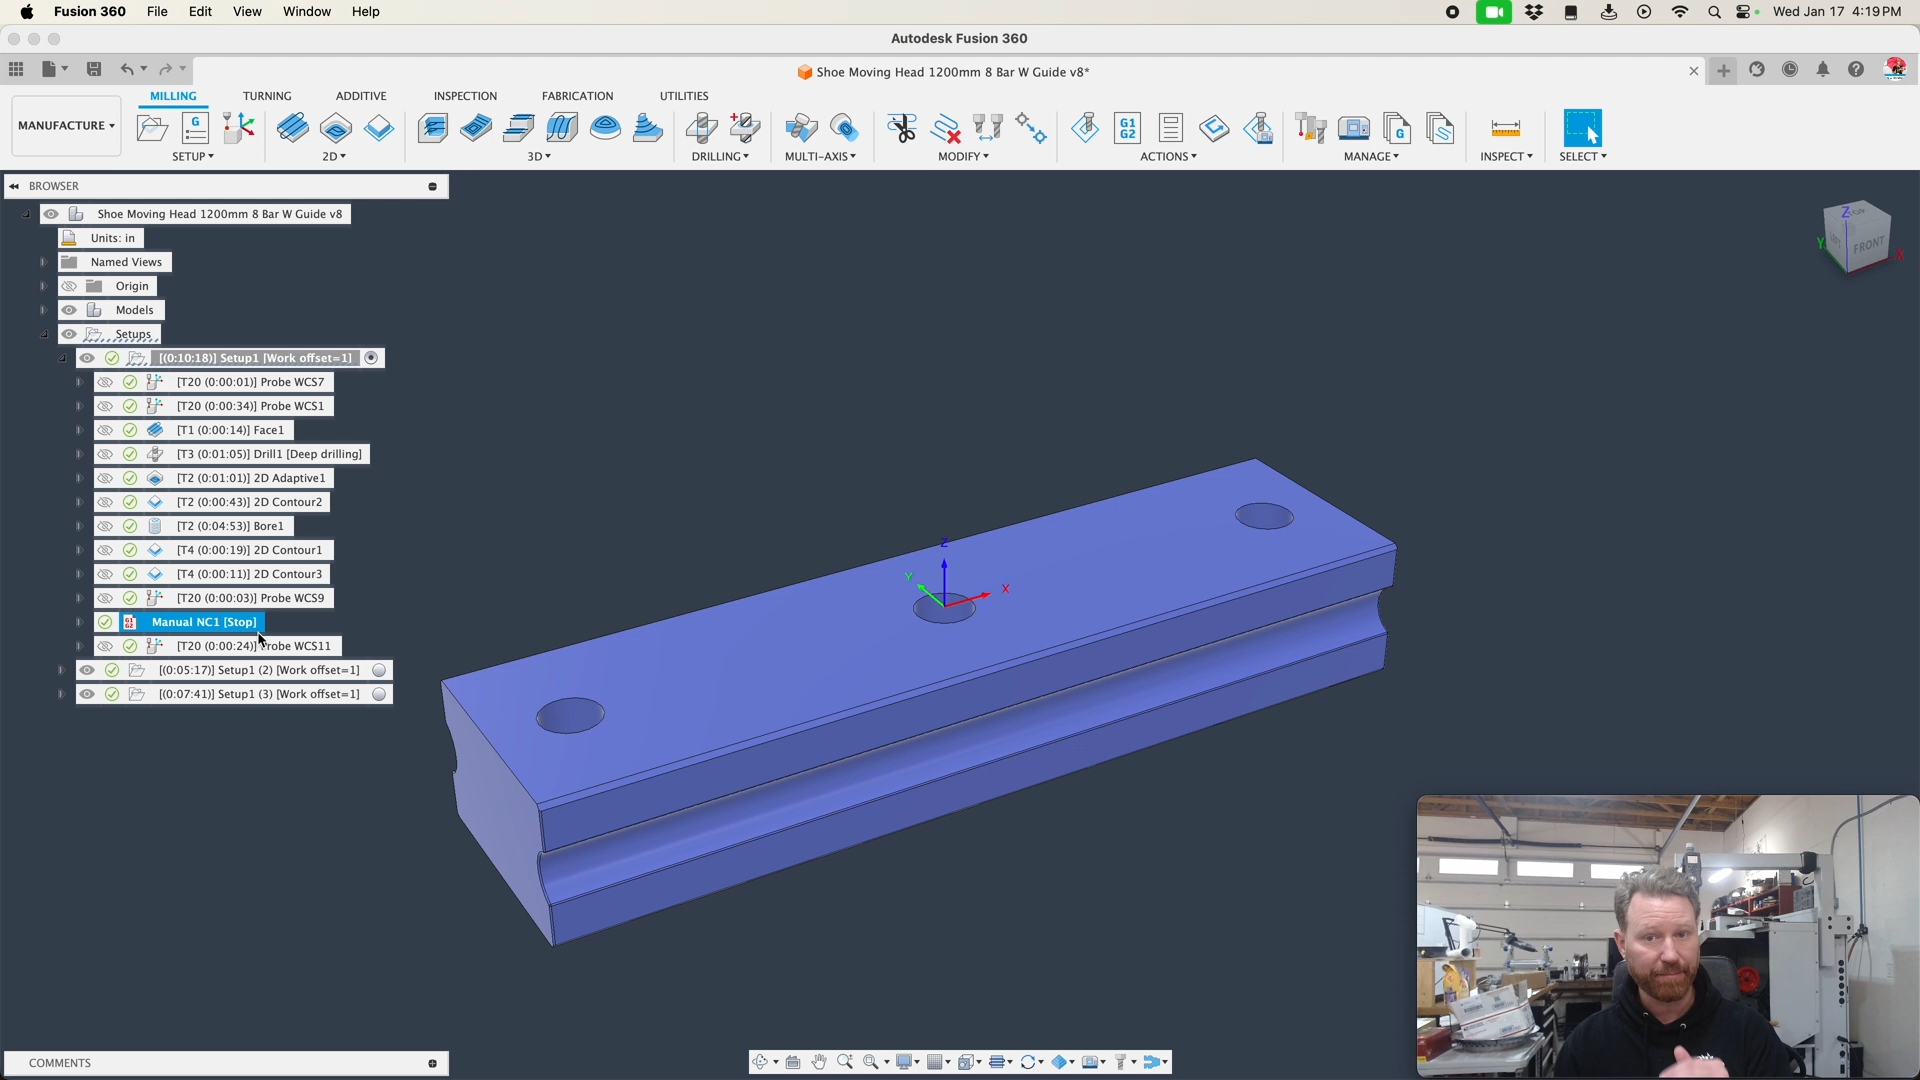 Fusion 360 File Edit View Window Help
Wed Jan 17 4:19 PM
Autodesk Fusion 360
Shoe Moving Head 1200mm 8 Bar W Guide v8*
MILLING TURNING ADDITIVE INSPECTION FABRICATION UTILITIES
MANUFACTURE
SETUP 2D 3D DRILLING MULTI-AXIS MODIFY ACTIONS MANAGE INSPECT SELECT
BROWSER
Shoe Moving Head 1200mm 8 Bar W Guide v8
Units: in
Named Views
Origin
Models
Setups
[(0:10:18)] Setup1 [Work offset=1]
[T20 (0:00:01)] Probe WCS7
[T20 (0:00:34)] Probe WCS1
[T1 (0:00:14)] Face1
[T3 (0:01:05)] Drill1 [Deep drilling]
[T2 (0:01:01)] 2D Adaptive1
[T2 (0:00:43)] 2D Contour2
[T2 (0:04:53)] Bore1
[T4 (0:00:19)] 2D Contour1
[T4 (0:00:11)] 2D Contour3
[T20 (0:00:03)] Probe WCS9
Manual NC1 [Stop]
[T20 (0:00:24)] Probe WCS11
[(0:05:17)] Setup1 (2) [Work offset=1]
[(0:07:41)] Setup1 (3) [Work offset=1]
Z
Y
X
Z
Y
FRONT
X
COMMENTS